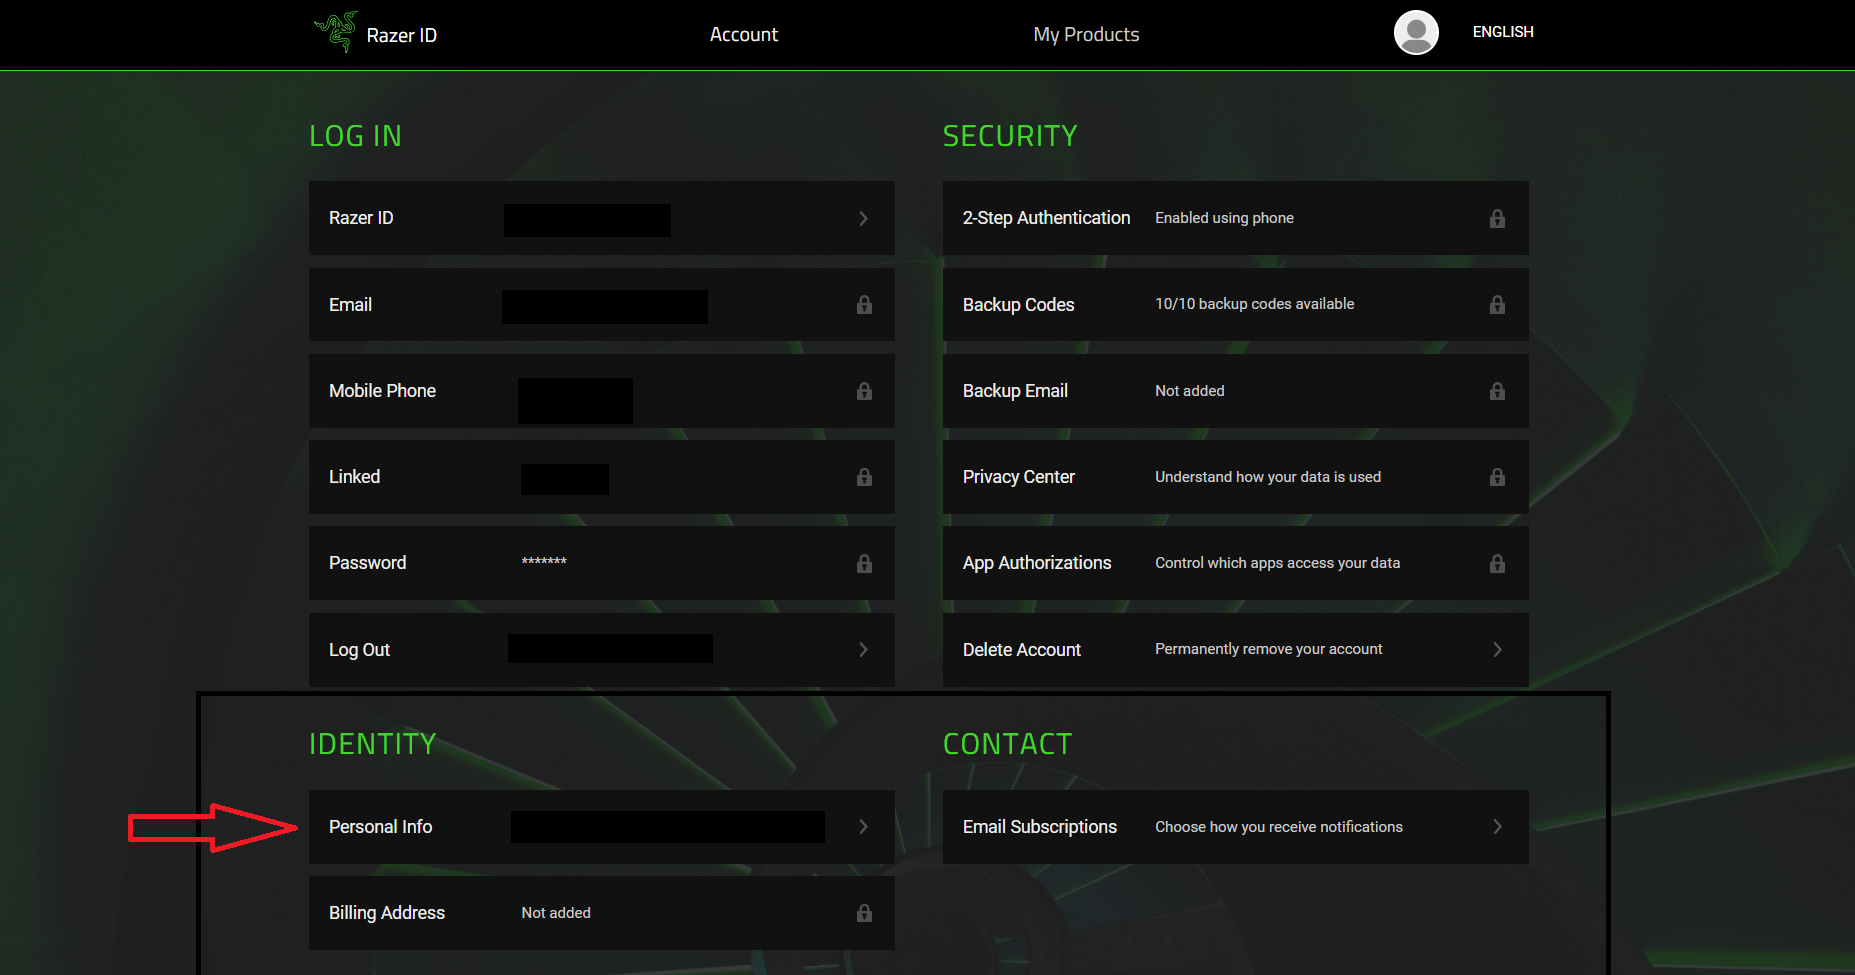 Razer ID
Account
My Products
ENGLISH
LOG IN
Razer ID
Email
Mobile Phone
Linked
Password *******
Log Out
SECURITY
2-Step Authentication Enabled using phone
Backup Codes 10/10 backup codes available
Backup Email Not added
Privacy Center Understand how your data is used
App Authorizations Control which apps access your data
Delete Account Permanently remove your account
IDENTITY
Personal Info
Billing Address Not added
CONTACT
Email Subscriptions Choose how you receive notifications